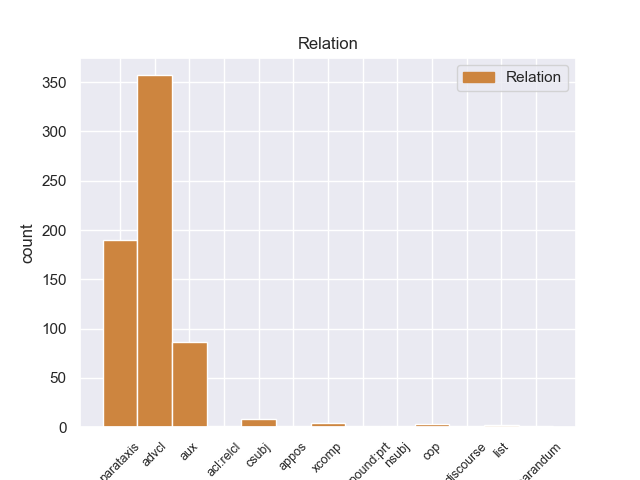 Relation
Relation
count
350
300
250
200
150
100
50
0
parataxis
advcl
aux
acl:relcl
csubj
appos
xcomp
nsubj
cop
list